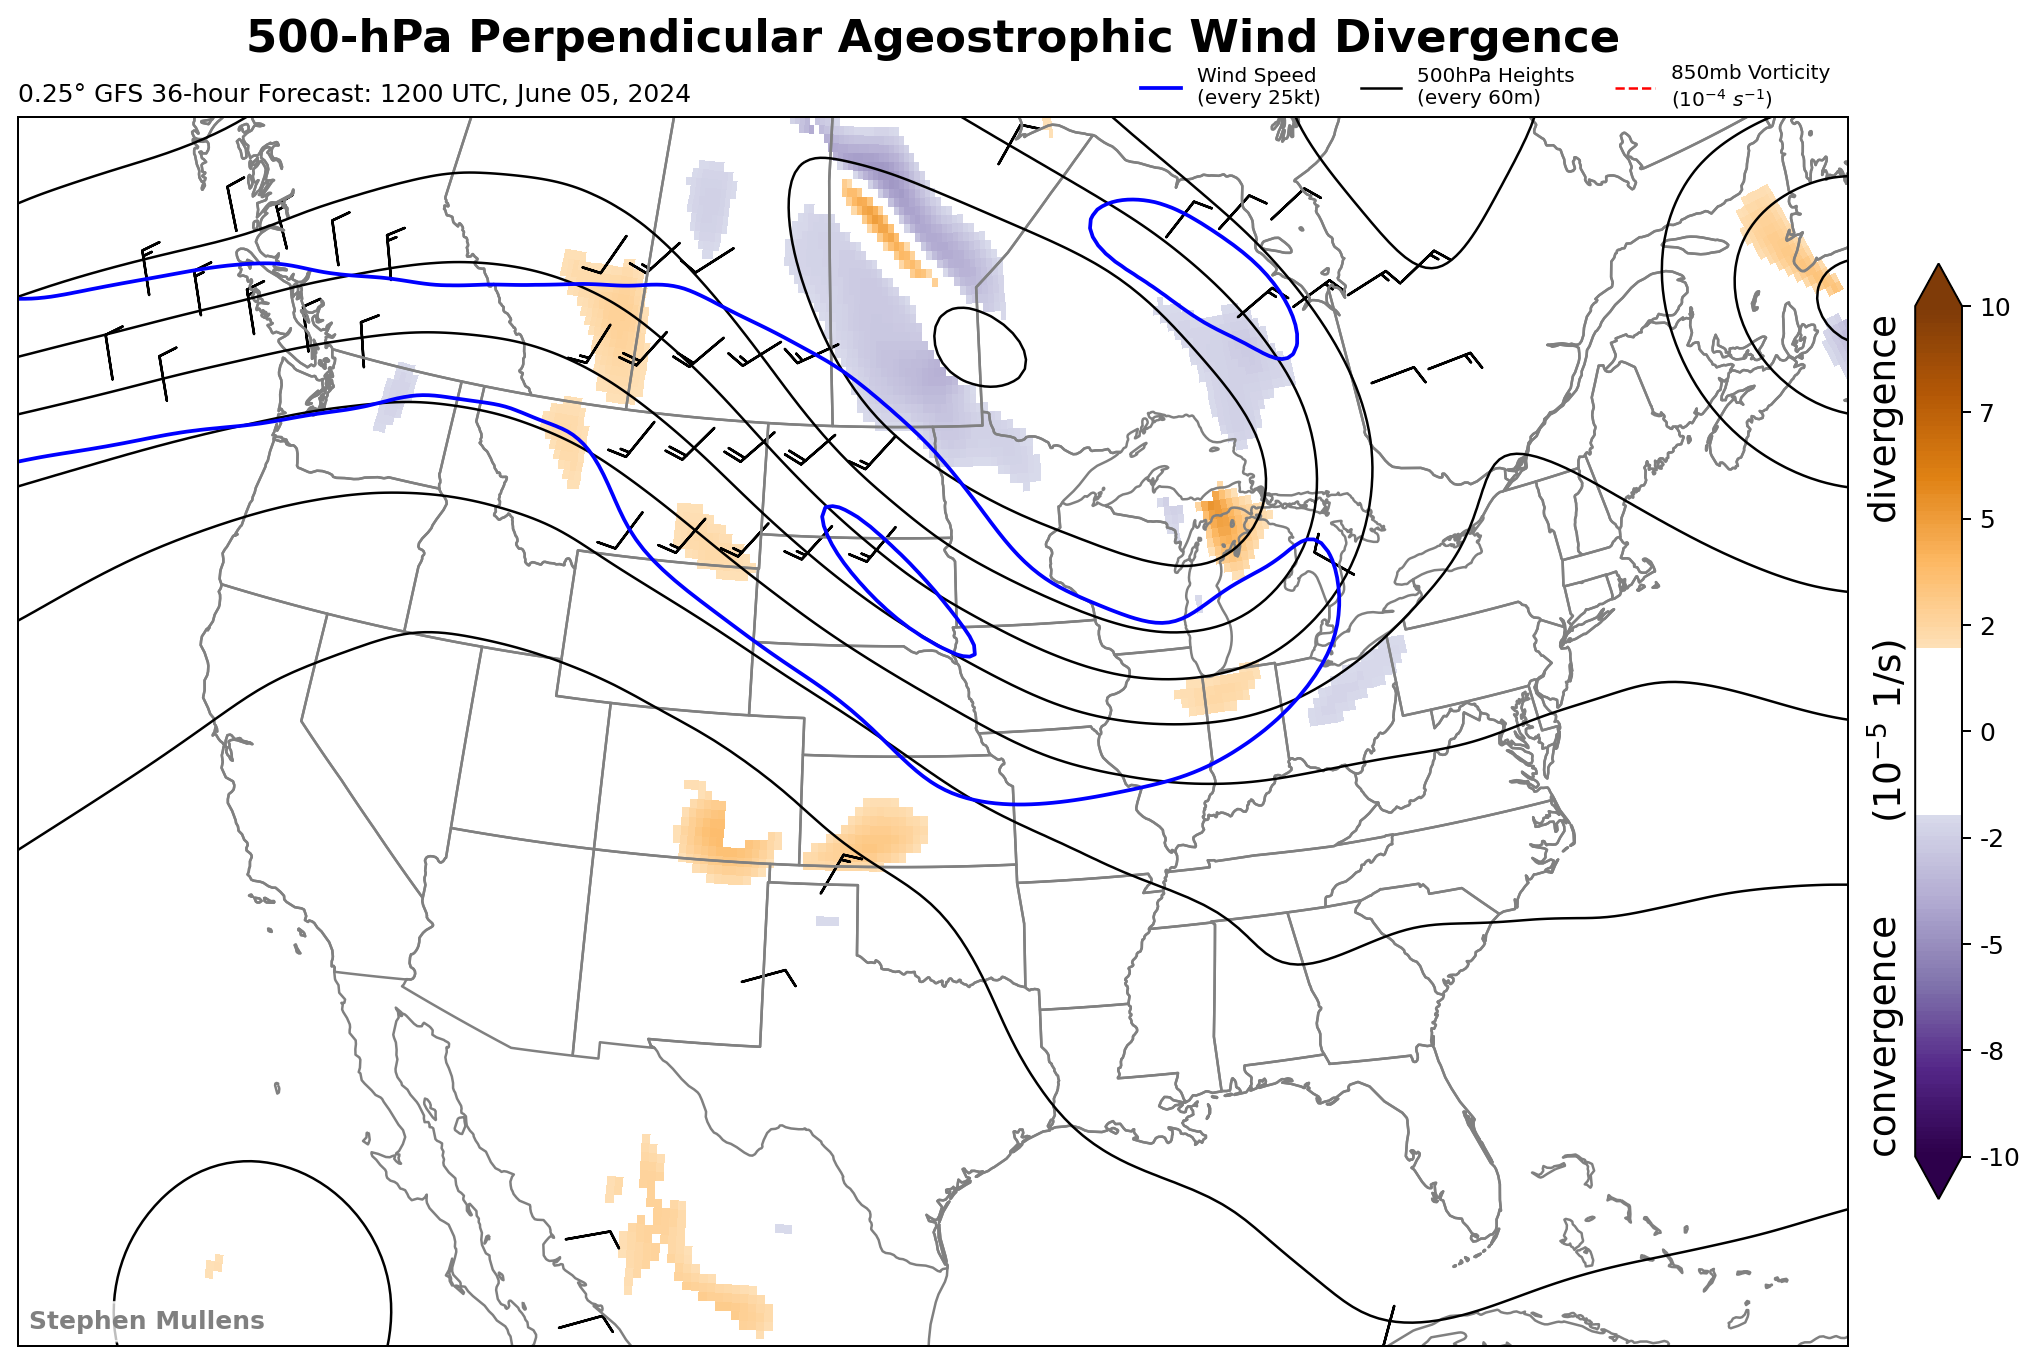 500-hPa Perpendicular Ageostrophic Wind Divergence
0.25° GFS 36-hour Forecast: 1200 UTC, June 05, 2024
Wind Speed
(every 25kt)
500hPa Heights
(every 60m)
850mb Vorticity
(10⁻⁴ s⁻¹)
10
7
5
2
0
-2
-5
-8
-10
convergence (10⁻⁵ 1/s) divergence
Stephen Mullens